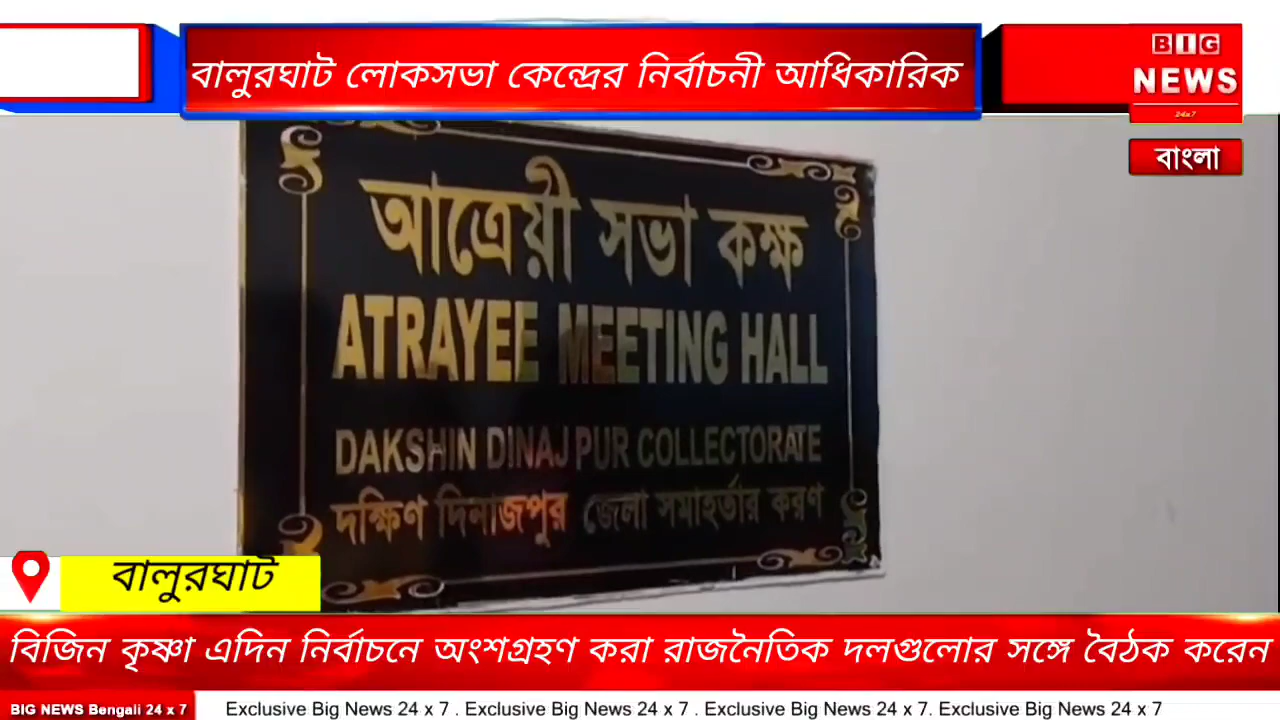 বালুরঘাট লোকসভা কেন্দ্রের নির্বাচনী আধিকারিক
BIG
NEWS
24x7
বাংলা
আত্রেয়ী সভা কক্ষ
ATRAYEE MEETING HALL
DAKSHIN DINAJPUR COLLECTORATE
দক্ষিণ দিনাজপুর জেলা সমাহর্তার করণ
বালুরঘাট
বিজিন কৃষ্ণা এদিন নির্বাচনে অংশগ্রহণ করা রাজনৈতিক দলগুলোর সঙ্গে বৈঠক করেন
BIG NEWS Bengali 24 x 7 Exclusive Big News 24 x 7 . Exclusive Big News 24 x 7 . Exclusive Big News 24 x 7. Exclusive Big News 24 x 7